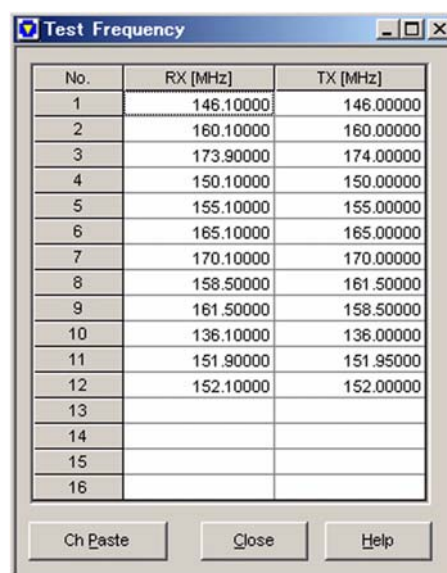 Test Frequency
No. RX [MHz] TX [MHz]
1 146.10000 146.00000
2 160.10000 160.00000
3 173.90000 174.00000
4 150.10000 150.00000
5 155.10000 155.00000
6 165.10000 165.00000
7 170.10000 170.00000
8 158.50000 161.50000
9 161.50000 158.50000
10 136.10000 136.00000
11 151.90000 151.95000
12 152.10000 152.00000
13
14
15
16
Ch Paste Close Help